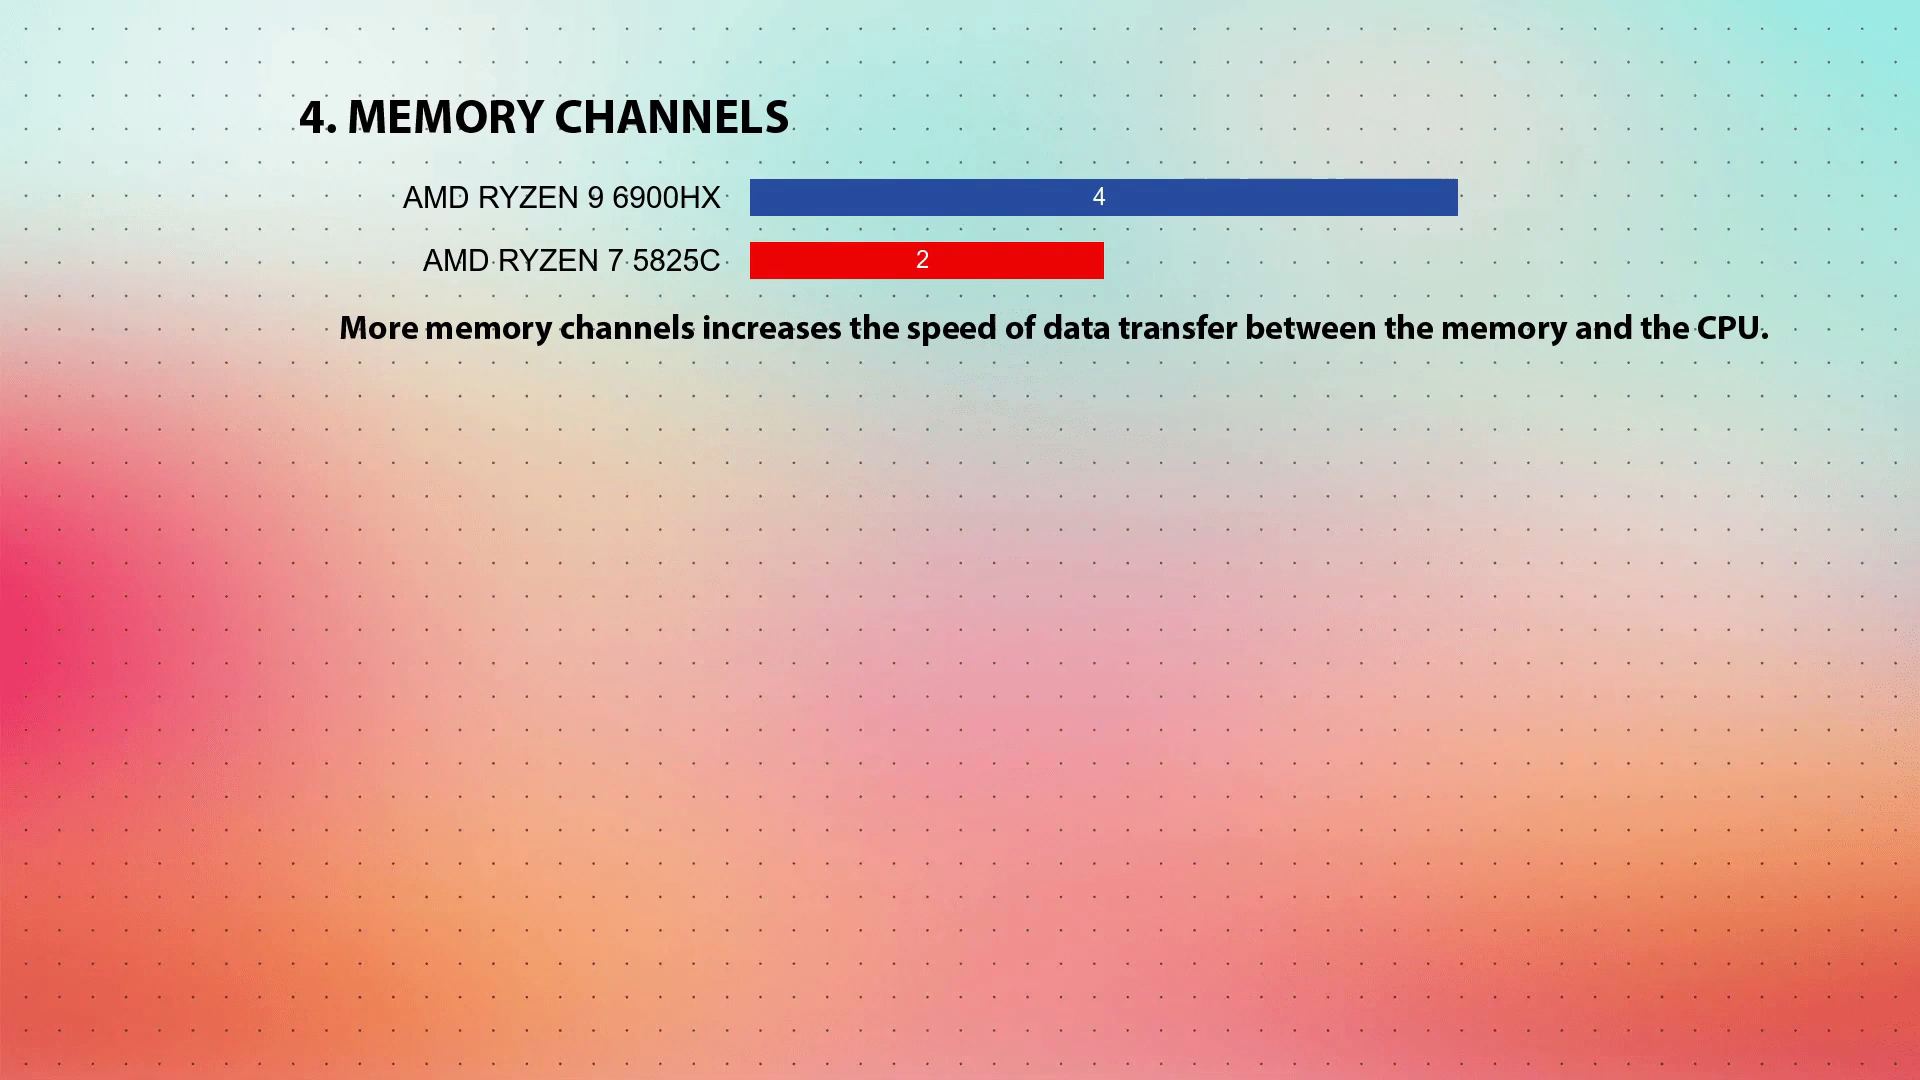 4. MEMORY CHANNELS
AMD RYZEN 9 6900HX 4
AMD RYZEN 7 5825C 2
More memory channels increases the speed of data transfer between the memory and the CPU.